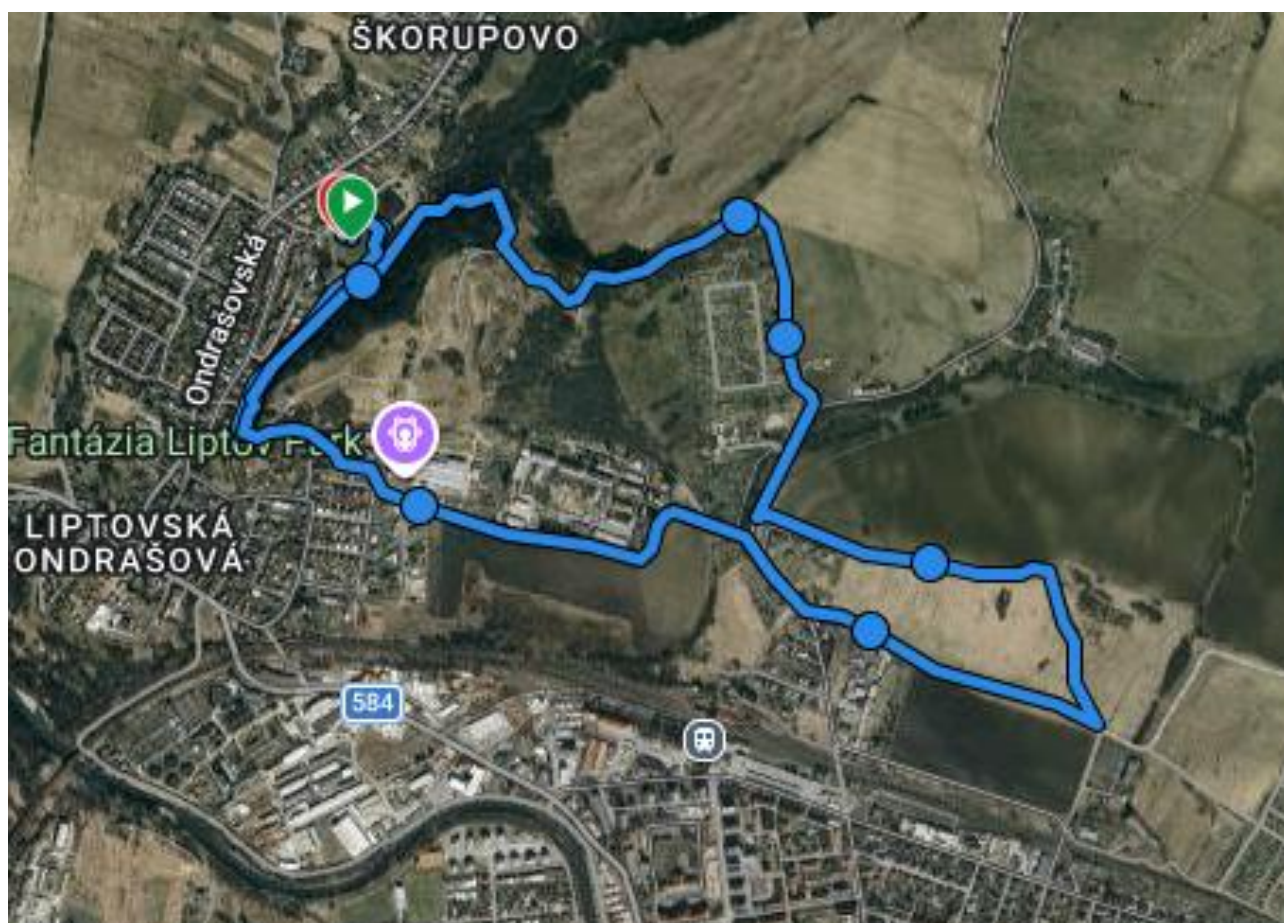 ŠKORUPOVO
Ondrašovská
Fantázia Liptov Park
LIPTOVSKÁ
ONDRAŠOVÁ
584